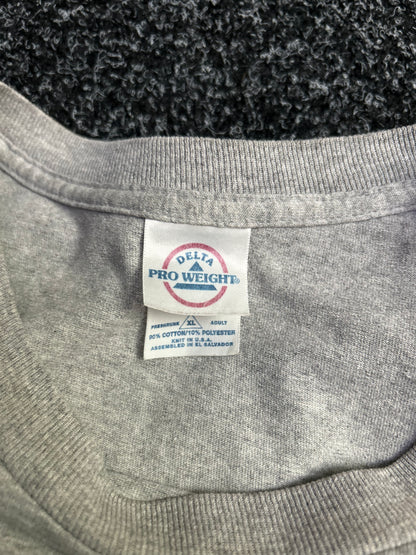 DELTA
PRO WEIGHT®
PRESHRUNK XL ADULT
90% COTTON/10% POLYESTER
KNIT IN U.S.A.
ASSEMBLED IN EL SALVADOR